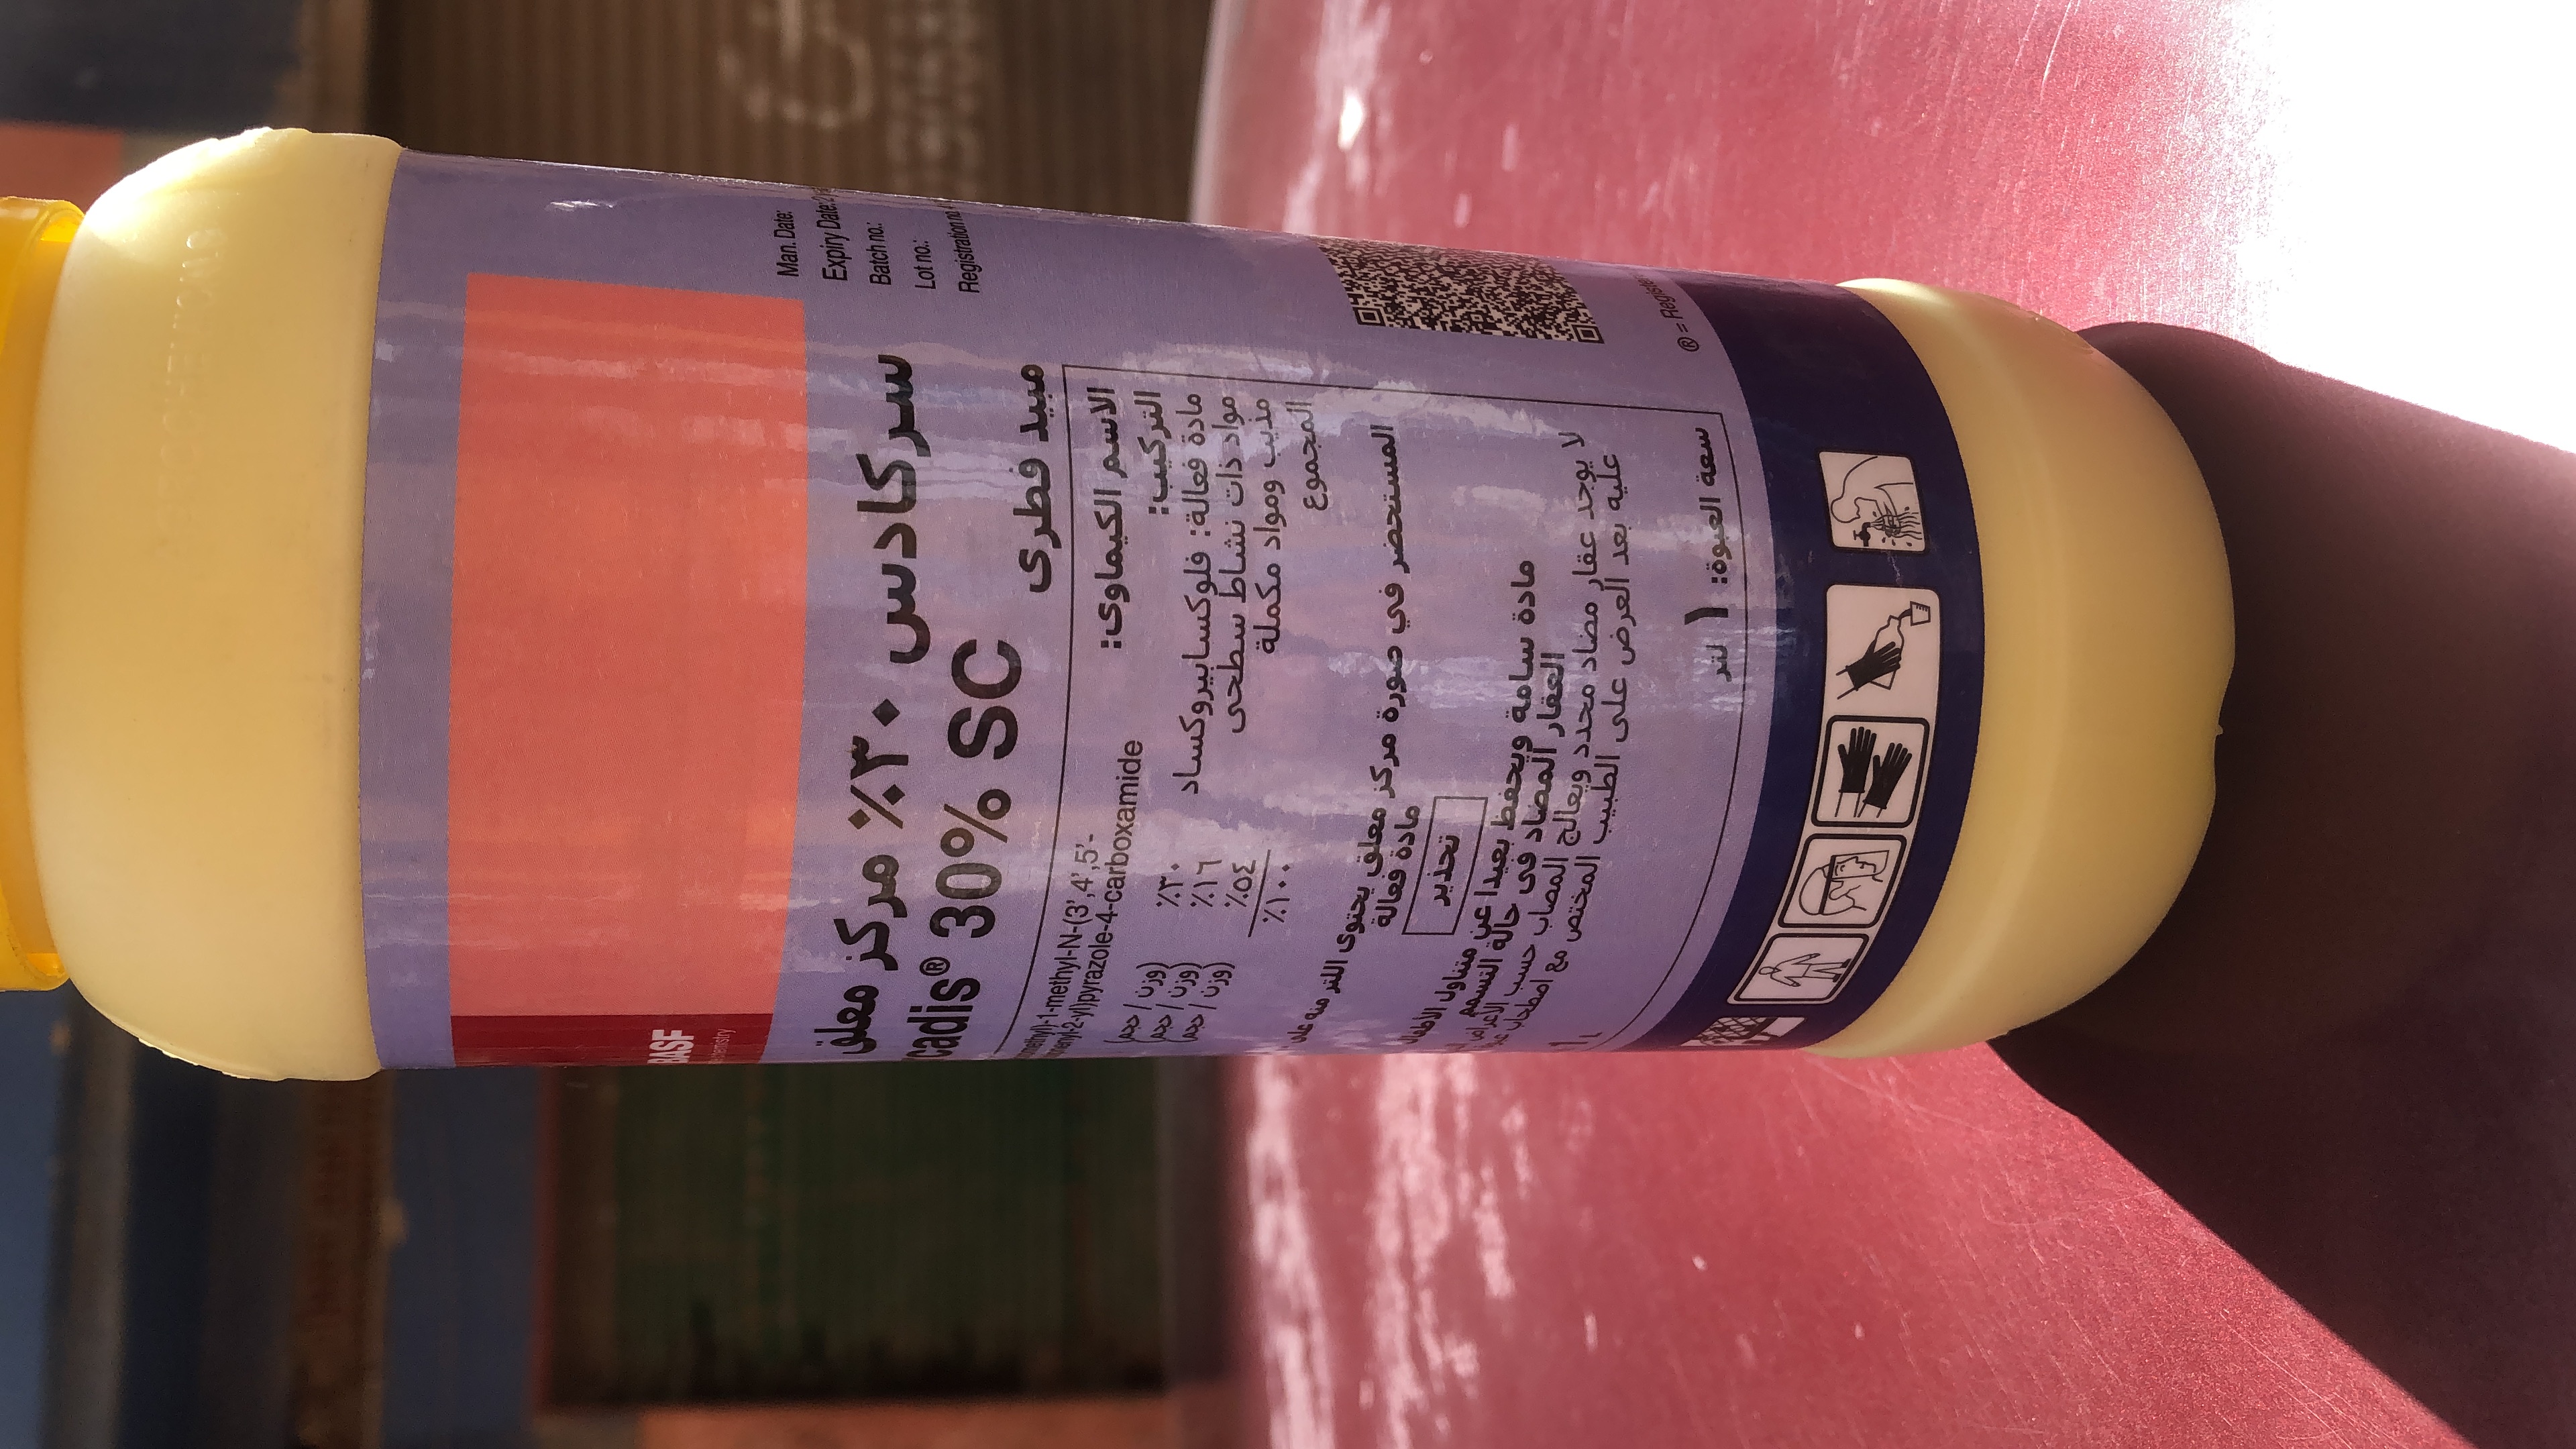 BASF
سركادس ٣٠٪ مركز معلق
cadis® 30% SC
مبيد فطرى
Man. Date:
Expiry Date:
Batch no.:
Lot no.:
Registration no.
الاسم الكيماوى:
methyl)-1-methyl-N-(3',4',5'-
-2-yl)pyrazole-4-carboxamide
التركيب:
مادة فعالة: فلوكسابيروكساد ٣٠٪ (وزن / حجم)
مواد ذات نشاط سطحى ١٦٪ (وزن / حجم)
مذيب ومواد مكملة ٥٤٪ (وزن / حجم)
المجموع ١٠٠٪
المستحضر في صورة مركز معلق يحتوى اللتر منه على
مادة فعالة
تحذير
مادة سامة ويحفظ بعيدا عن متناول الاطفال
العقار المضاد فى حالة التسمم
لا يوجد عقار مضاد محدد ويعالج المصاب حسب الاعراض
عليه بعد العرض على الطبيب المختص مع اصطحاب
سعة العبوة: ١ لتر
® = Registe